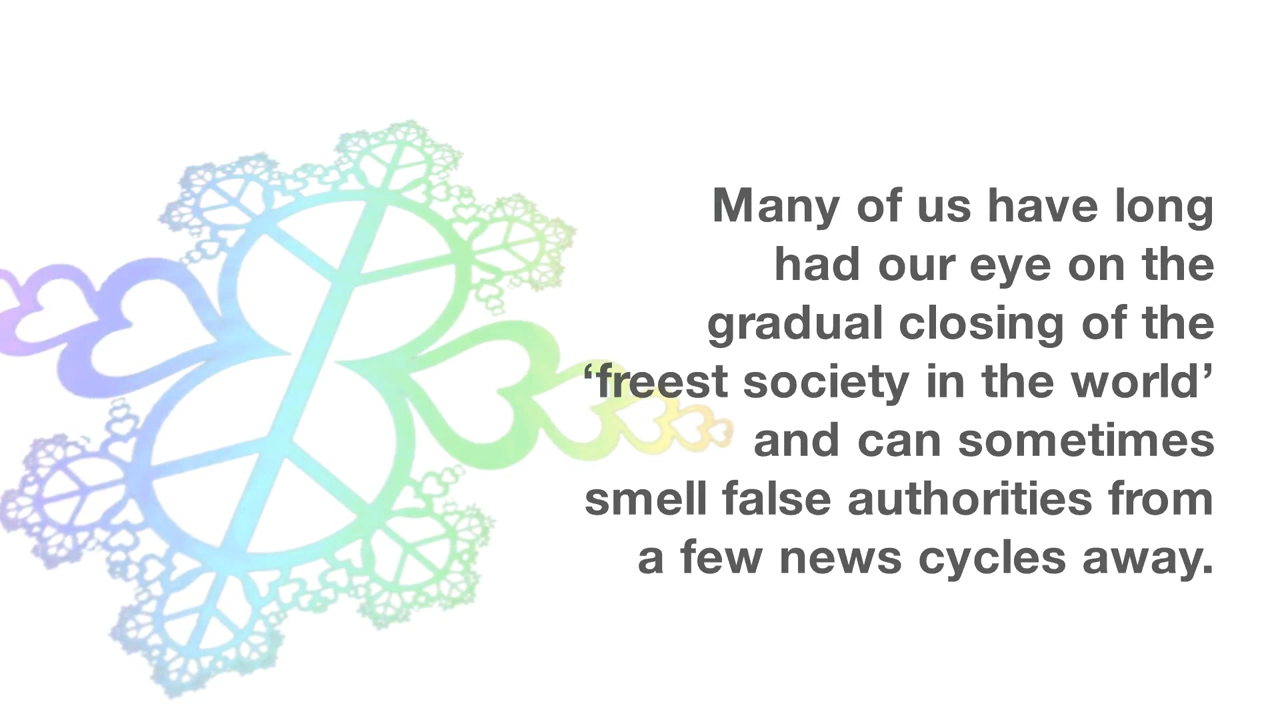 Many of us have long
had our eye on the
gradual closing of the
‘freest society in the world’
and can sometimes
smell false authorities from
a few news cycles away.